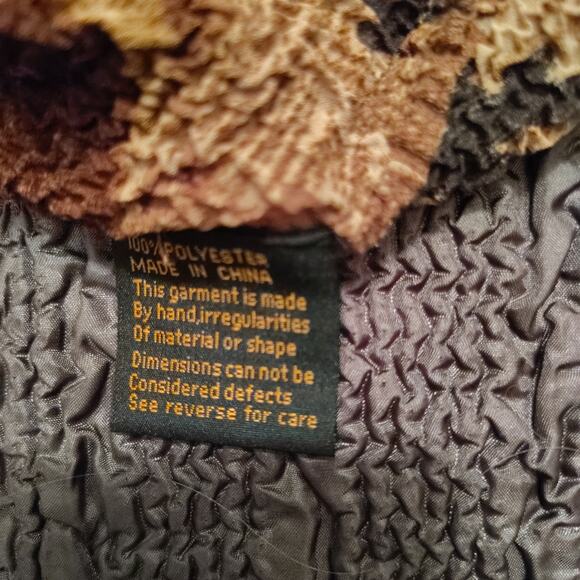 100% POLYESTER
MADE IN CHINA
This garment is made
By hand,irregularities
Of material or shape
Dimensions can not be
Considered defects
See reverse for care